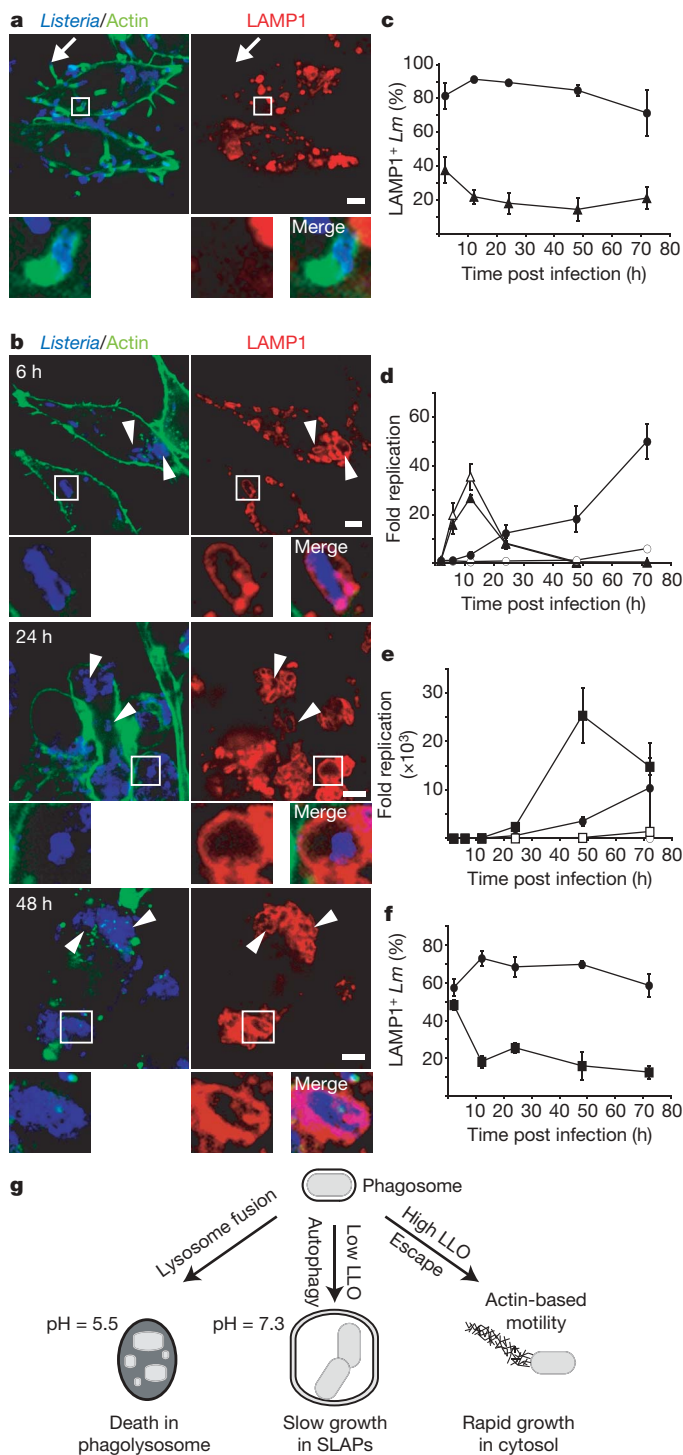 a
Listeria/Actin
LAMP1
Merge
b
Listeria/Actin
LAMP1
6 h
Merge
24 h
Merge
48 h
Merge
c
LAMP1+ Lm (%)
100
80
60
40
20
0 10 20 30 40 50 60 70 80
Time post infection (h)
d
Fold replication
60
40
20
0 10 20 30 40 50 60 70 80
Time post infection (h)
e
Fold replication
(×10³)
30
20
10
0 10 20 30 40 50 60 70 80
Time post infection (h)
f
LAMP1+ Lm (%)
80
60
40
20
0 10 20 30 40 50 60 70 80
Time post infection (h)
g
Phagosome
Lysosome fusion
Autophagy
Low LLO
High LLO
Escape
pH = 5.5
pH = 7.3
Actin-based
motility
Death in
phagolysosome
Slow growth
in SLAPs
Rapid growth
in cytosol